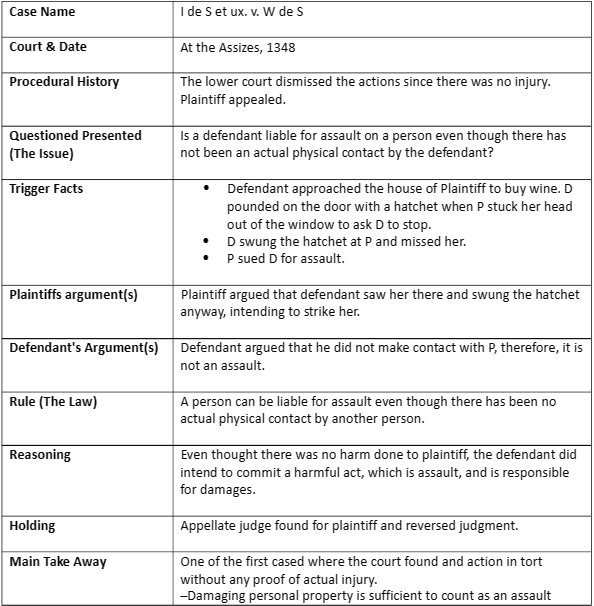 Case Name I de S et ux. v. W de S
Court & Date At the Assizes, 1348
Procedural History The lower court dismissed the actions since there was no injury.
Plaintiff appealed.
Questioned Presented Is a defendant liable for assault on a person even though there has
(The Issue) not been an actual physical contact by the defendant?
Trigger Facts • Defendant approached the house of Plaintiff to buy wine. D
pounded on the door with a hatchet when P stuck her head
out of the window to ask D to stop.
• D swung the hatchet at P and missed her.
• P sued D for assault.
Plaintiffs argument(s) Plaintiff argued that defendant saw her there and swung the hatchet
anyway, intending to strike her.
Defendant's Argument(s) Defendant argued that he did not make contact with P, therefore, it is
not an assault.
Rule (The Law) A person can be liable for assault even though there has been no
actual physical contact by another person.
Reasoning Even thought there was no harm done to plaintiff, the defendant did
intend to commit a harmful act, which is assault, and is responsible
for damages.
Holding Appellate judge found for plaintiff and reversed judgment.
Main Take Away One of the first cased where the court found and action in tort
without any proof of actual injury.
–Damaging personal property is sufficient to count as an assault